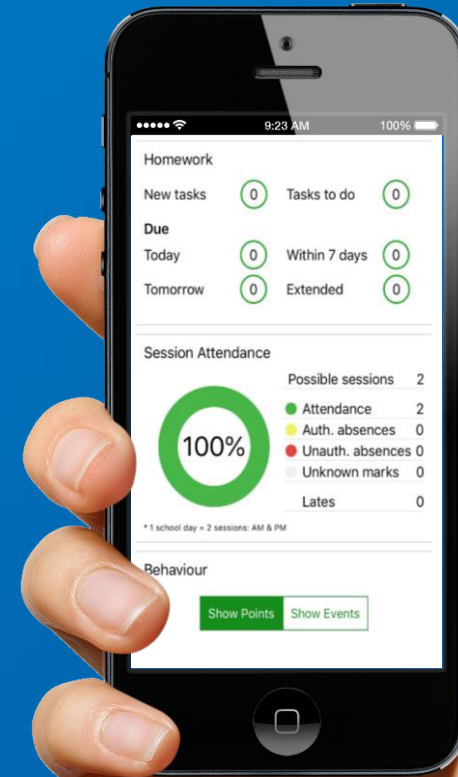 9:23 AM 100%
Homework
New tasks 0 Tasks to do 0
Due
Today 0 Within 7 days 0
Tomorrow 0 Extended 0
Session Attendance
Possible sessions 2
100%
Attendance 2
Auth. absences 0
Unauth. absences 0
Unknown marks 0
Lates 0
* 1 school day = 2 sessions: AM & PM
Behaviour
Show Points Show Events